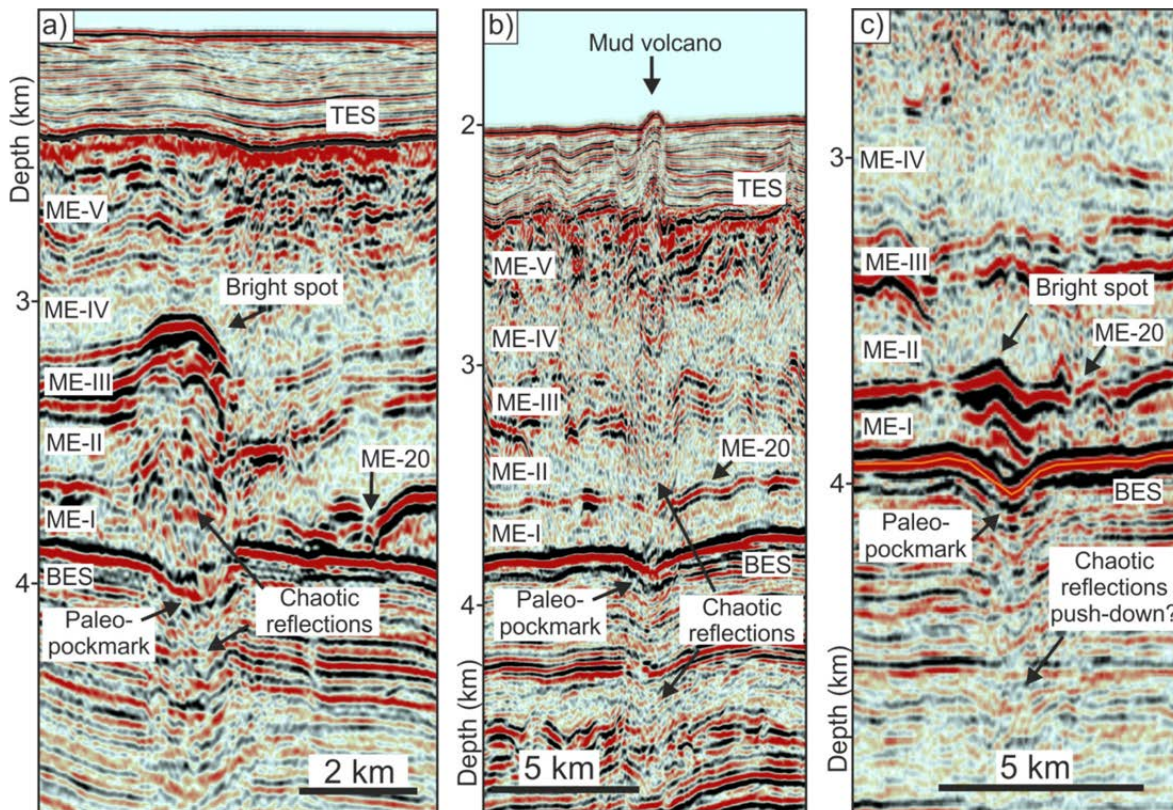 a)
TES
Depth (km)
ME-V
Bright spot
3
ME-IV
ME-III
ME-II
ME-20
ME-I
BES
4
Paleo-
pockmark
Chaotic
reflections
2 km
b)
Mud volcano
2
TES
ME-V
ME-IV
3
ME-III
ME-20
ME-II
ME-I
BES
4
Paleo-
pockmark
Chaotic
reflections
Depth (km)
5 km
c)
Depth (km)
3
ME-IV
ME-III
Bright spot
ME-II
ME-20
ME-I
4
BES
Paleo-
pockmark
Chaotic
reflections
push-down?
Depth (km)
5 km